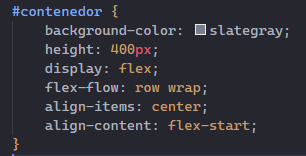 #contenedor {
    background-color: slategray;
    height: 400px;
    display: flex;
    flex-flow: row wrap;
    align-items: center;
    align-content: flex-start;
}